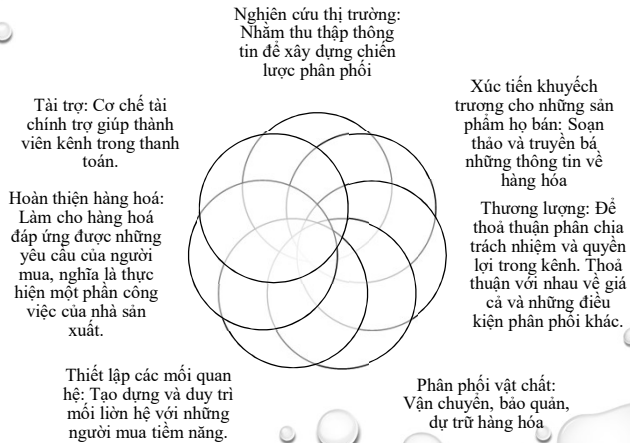 Nghiên cứu thị trường:
Nhằm thu thập thông
tin để xây dựng chiến
lược phân phối
Xúc tiến khuyếch
trương cho những sản
phẩm họ bán: Soạn
thảo và truyền bá
những thông tin về
hàng hóa
Thương lượng: Để
thoả thuận phân chịa
trách nhiệm và quyền
lợi trong kênh. Thoả
thuận với nhau về giá
cả và những điều
kiện phân phối khác.
Phân phối vật chất:
Vận chuyển, bảo quản,
dự trữ hàng hóa
Thiết lập các mối quan
hệ: Tạo dựng và duy trì
mối liờn hệ với những
người mua tiềm năng.
Hoàn thiện hàng hoá:
Làm cho hàng hoá
đáp ứng được những
yêu cầu của người
mua, nghĩa là thực
hiện một phần công
việc của nhà sản
xuất.
Tài trợ: Cơ chế tài
chính trợ giúp thành
viên kênh trong thanh
toán.